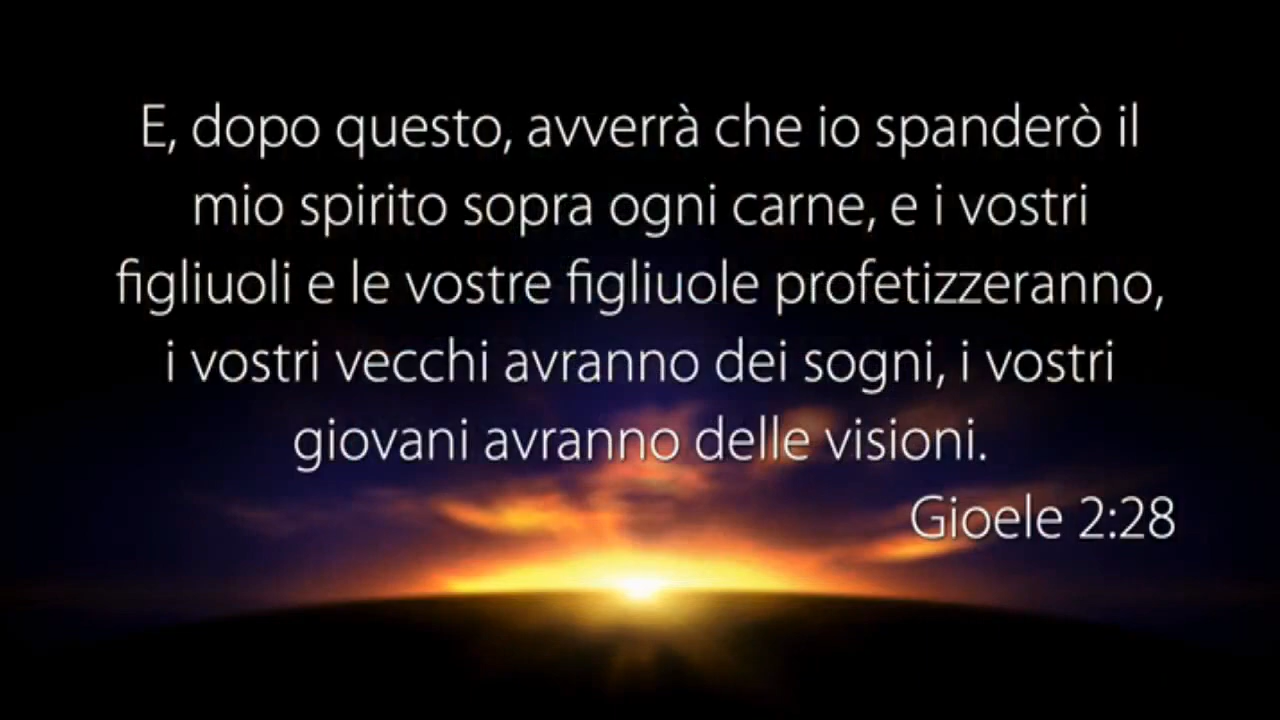 E, dopo questo, avverrà che io spanderò il
mio spirito sopra ogni carne, e i vostri
figliuoli e le vostre figliuole profetizzeranno,
i vostri vecchi avranno dei sogni, i vostri
giovani avranno delle visioni.
Gioele 2:28